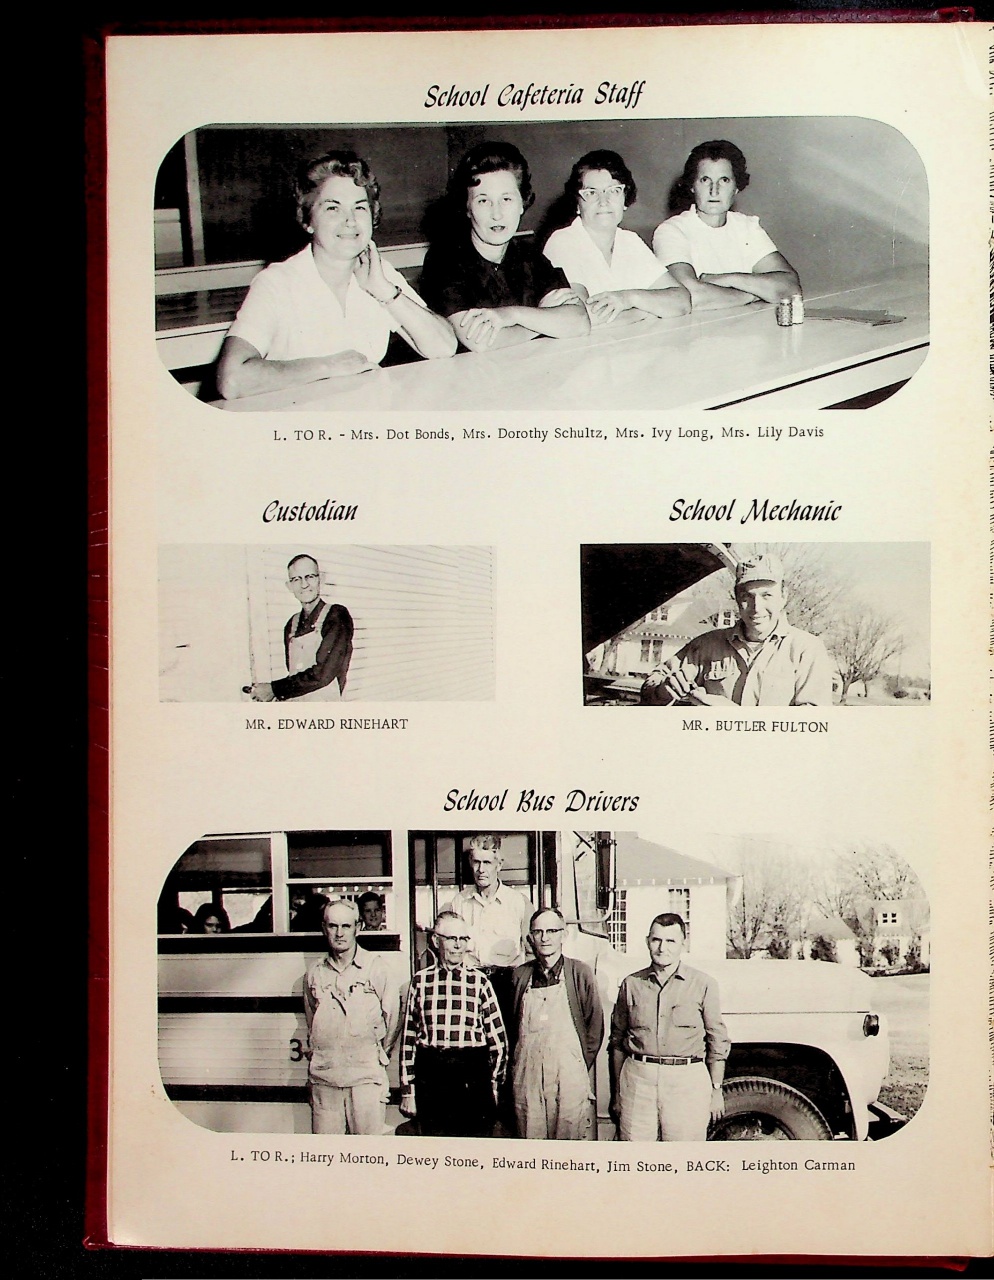 School Cafeteria Staff
L. TO R. - Mrs. Dot Bonds, Mrs. Dorothy Schultz, Mrs. Ivy Long, Mrs. Lily Davis
Custodian
School Mechanic
MR. EDWARD RINEHART
MR. BUTLER FULTON
School Bus Drivers
3
L. TO R.; Harry Morton, Dewey Stone, Edward Rinehart, Jim Stone, BACK: Leighton Carman